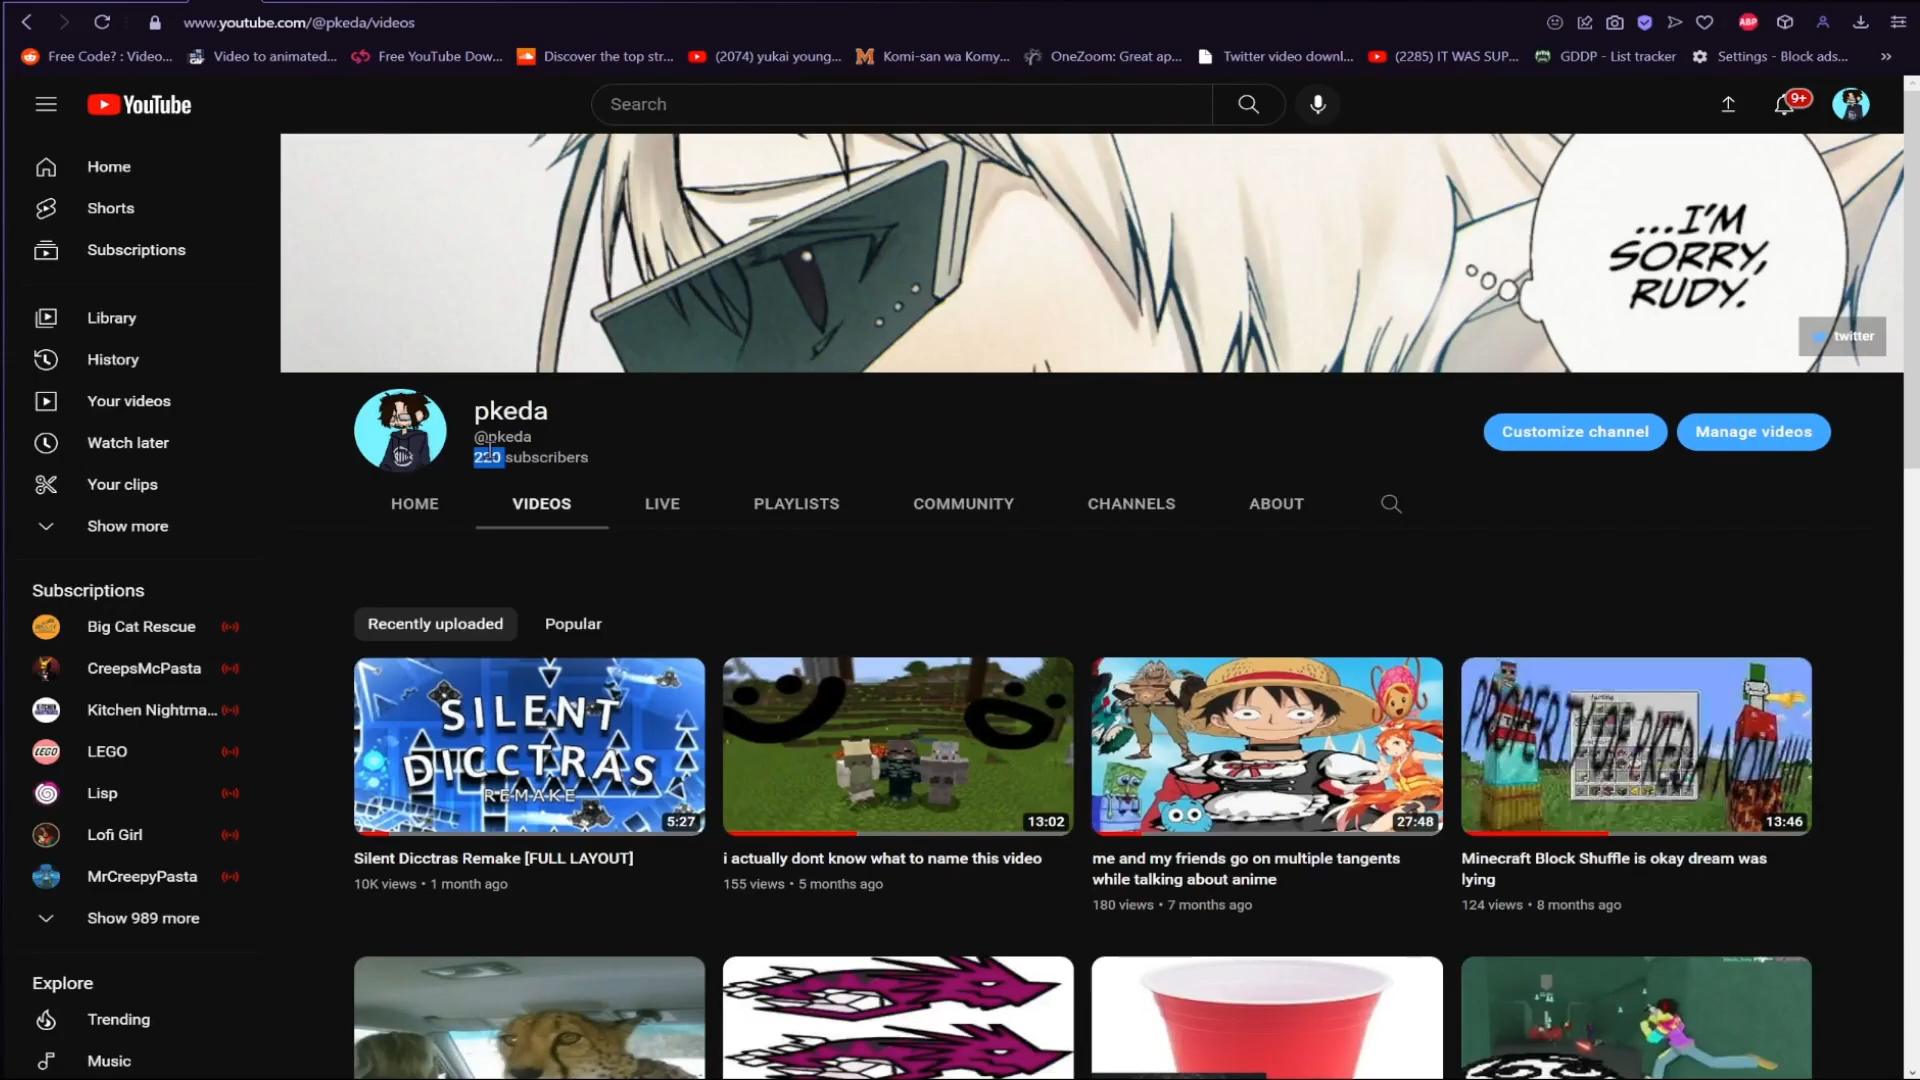 www.youtube.com/@pkeda/videos
ABP
Free Code? : Video...
Video to animated...
Free YouTube Dow...
Discover the top str...
(2074) yukai young...
Komi-san wa Komy...
OneZoom: Great ap...
Twitter video downl...
(2285) IT WAS SUP...
GDDP - List tracker
Settings - Block ads...
YouTube
Search
9+
Home
Shorts
Subscriptions
Library
History
Your videos
Watch later
Your clips
Show more
Subscriptions
Big Cat Rescue
CreepsMcPasta
Kitchen Nightma...
LEGO
Lisp
Lofi Girl
MrCreepyPasta
Show 989 more
Explore
Trending
Music
...I'M
SORRY,
RUDY.
twitter
pkeda
@pkeda
220 subscribers
Customize channel
Manage videos
HOME
VIDEOS
LIVE
PLAYLISTS
COMMUNITY
CHANNELS
ABOUT
Recently uploaded
Popular
SILENT
DICCTRAS
REMAKE
5:27
Silent Dicctras Remake [FULL LAYOUT]
10K views • 1 month ago
13:02
i actually dont know what to name this video
155 views • 5 months ago
27:48
me and my friends go on multiple tangents
while talking about anime
180 views • 7 months ago
13:46
Minecraft Block Shuffle is okay dream was
lying
124 views • 8 months ago